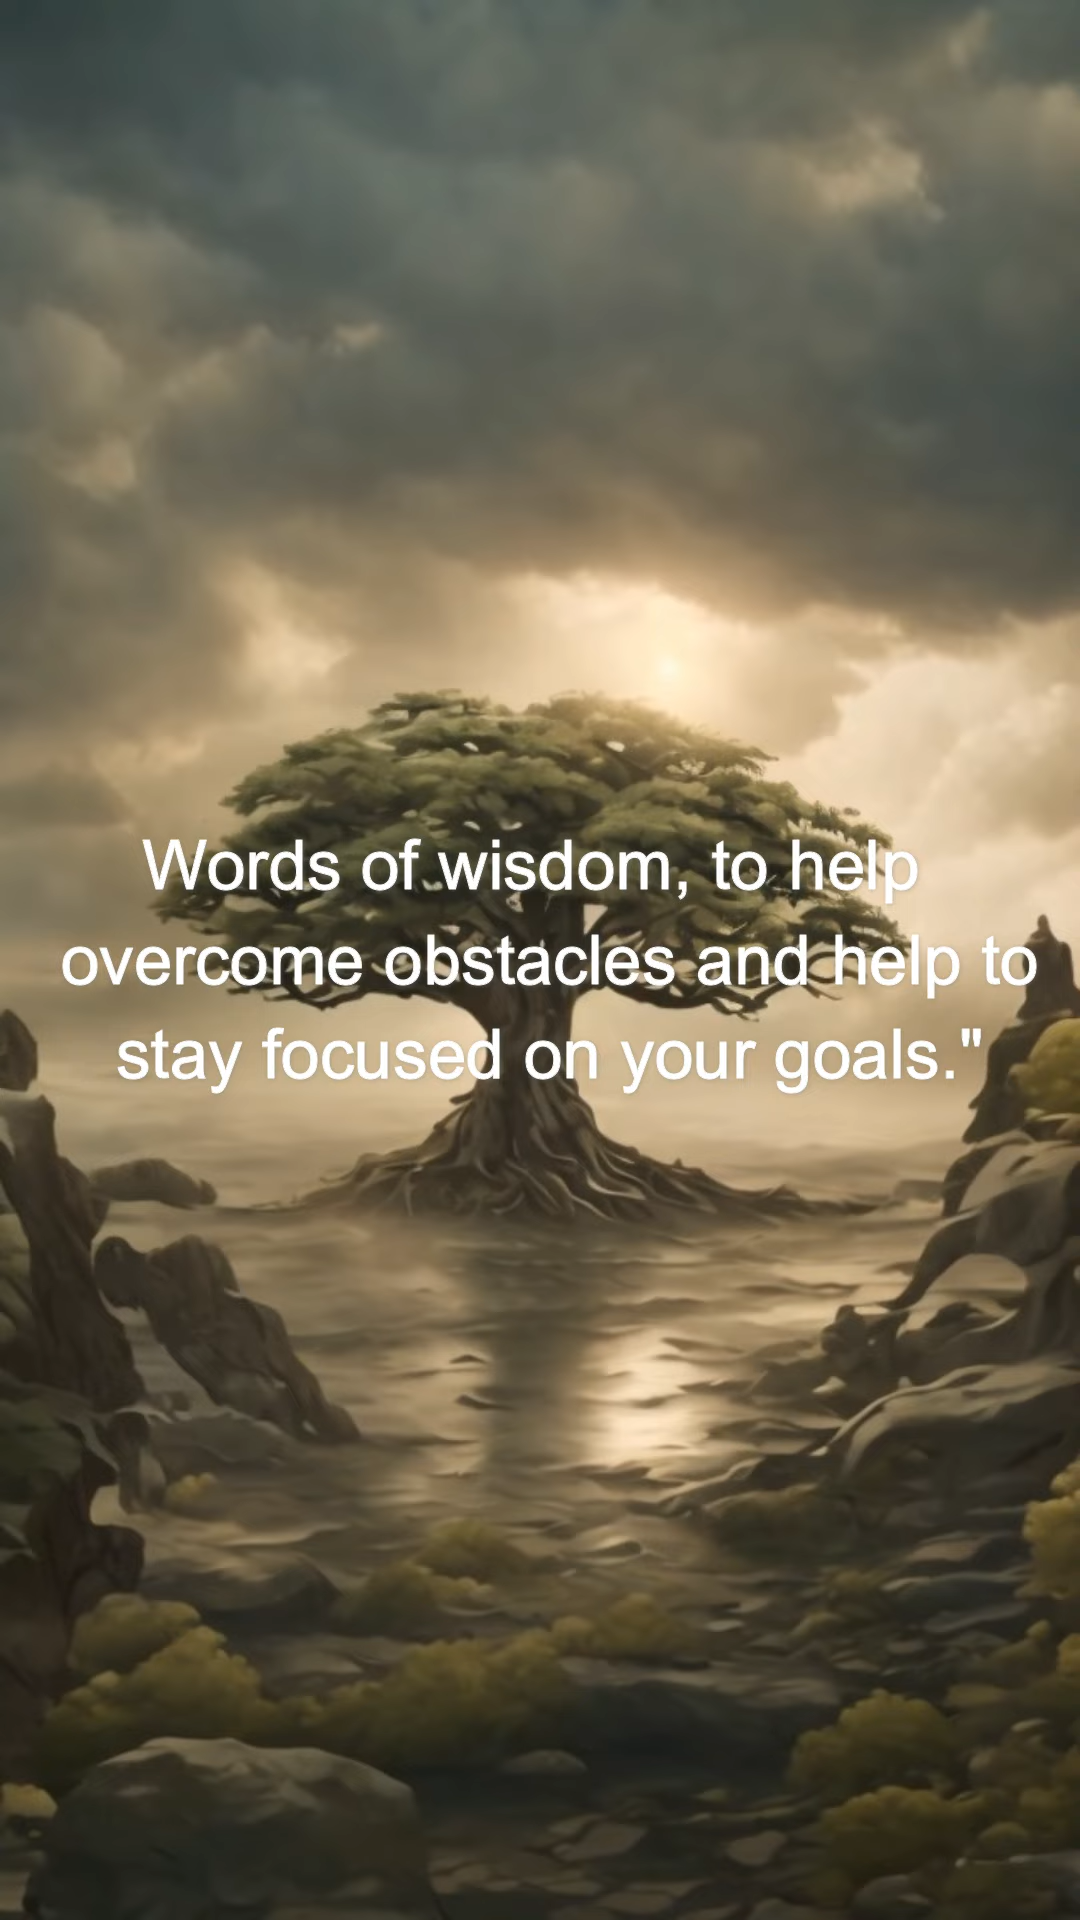 Words of wisdom, to help
overcome obstacles and help to
stay focused on your goals."